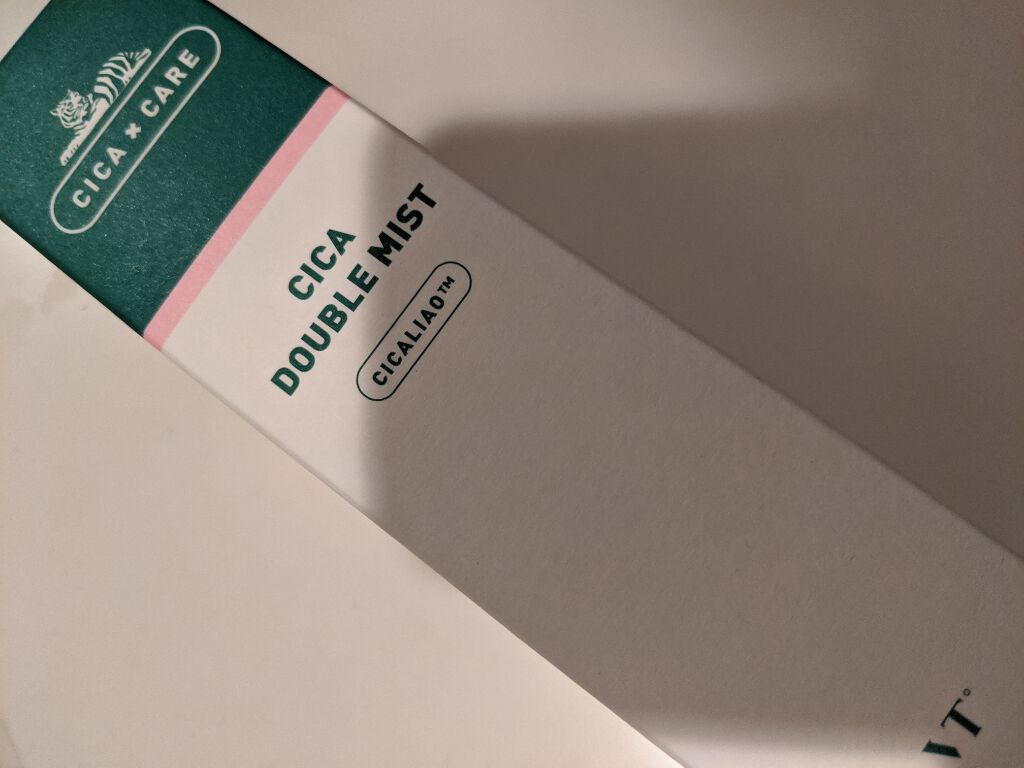 CICA × CARE
CICA
DOUBLE MIST
CICALIAO™